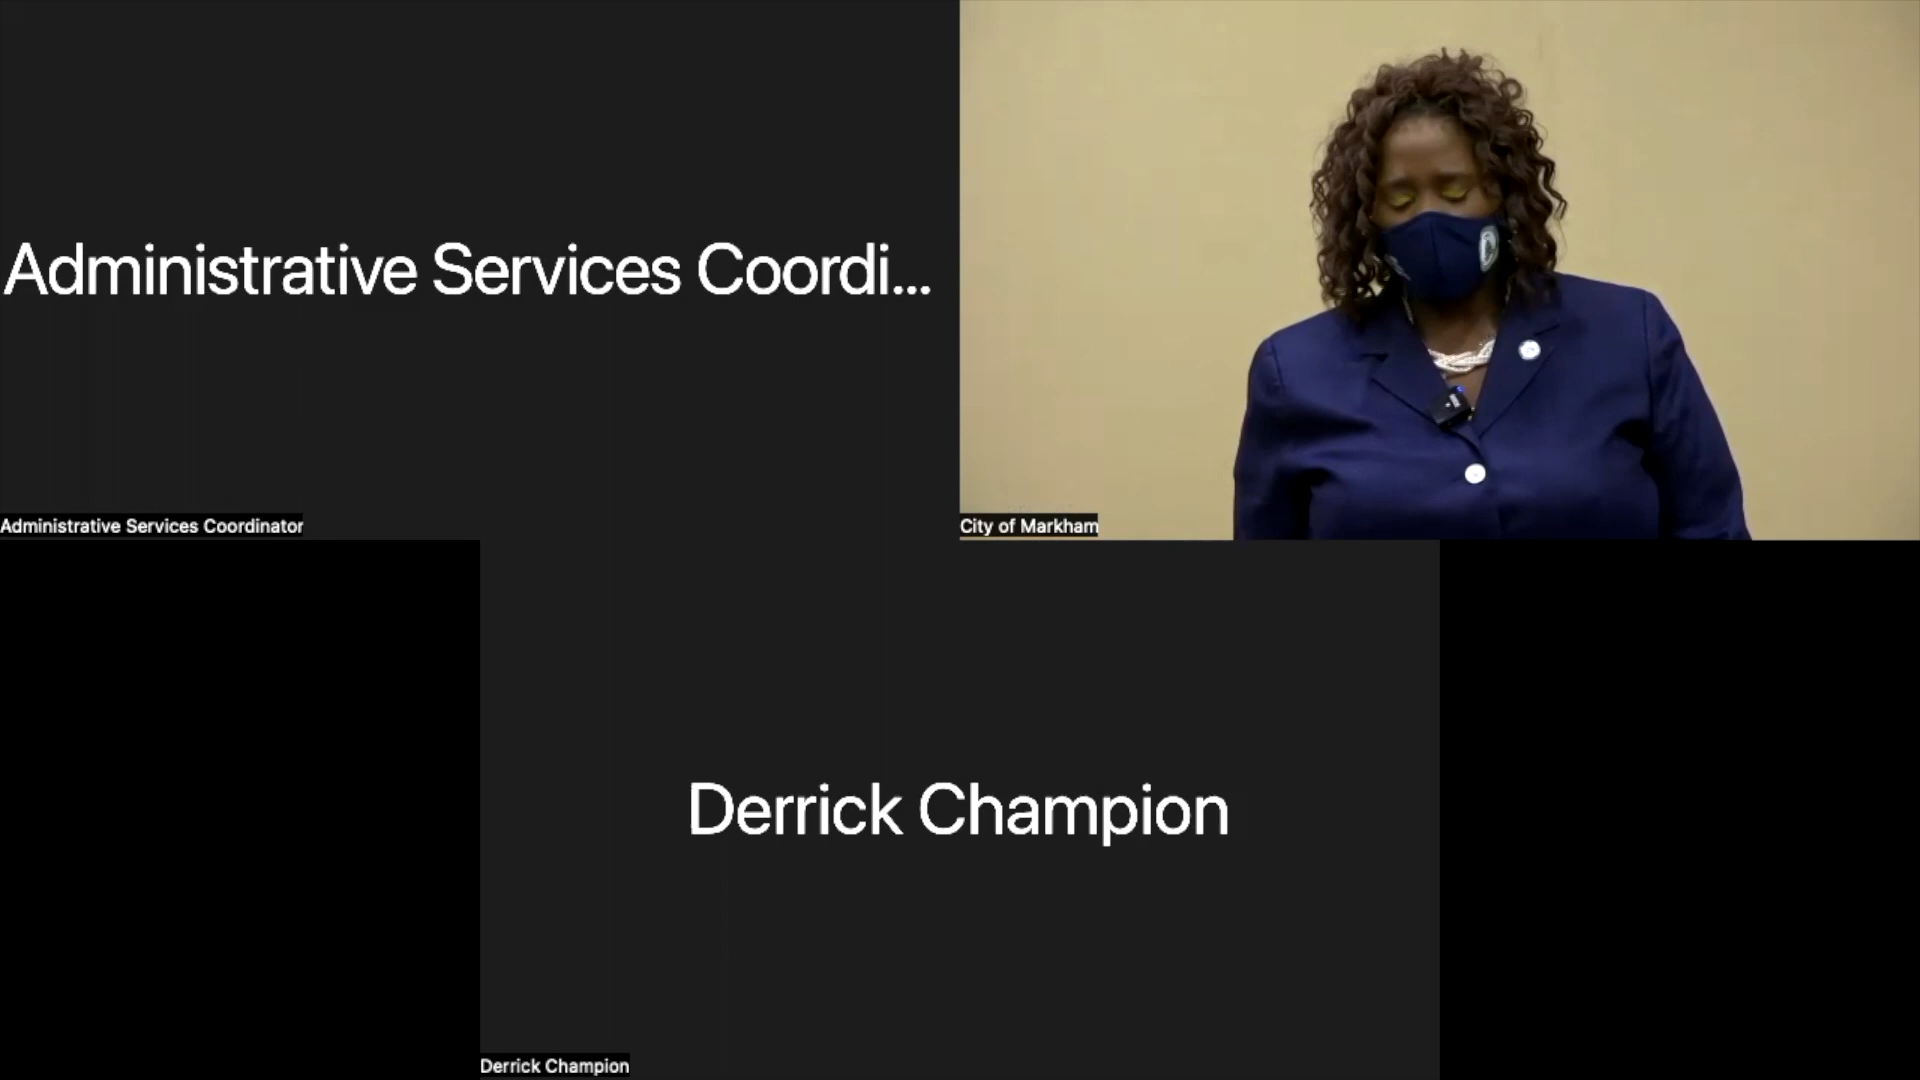 Administrative Services Coordi...
Administrative Services Coordinator
City of Markham
Derrick Champion
Derrick Champion